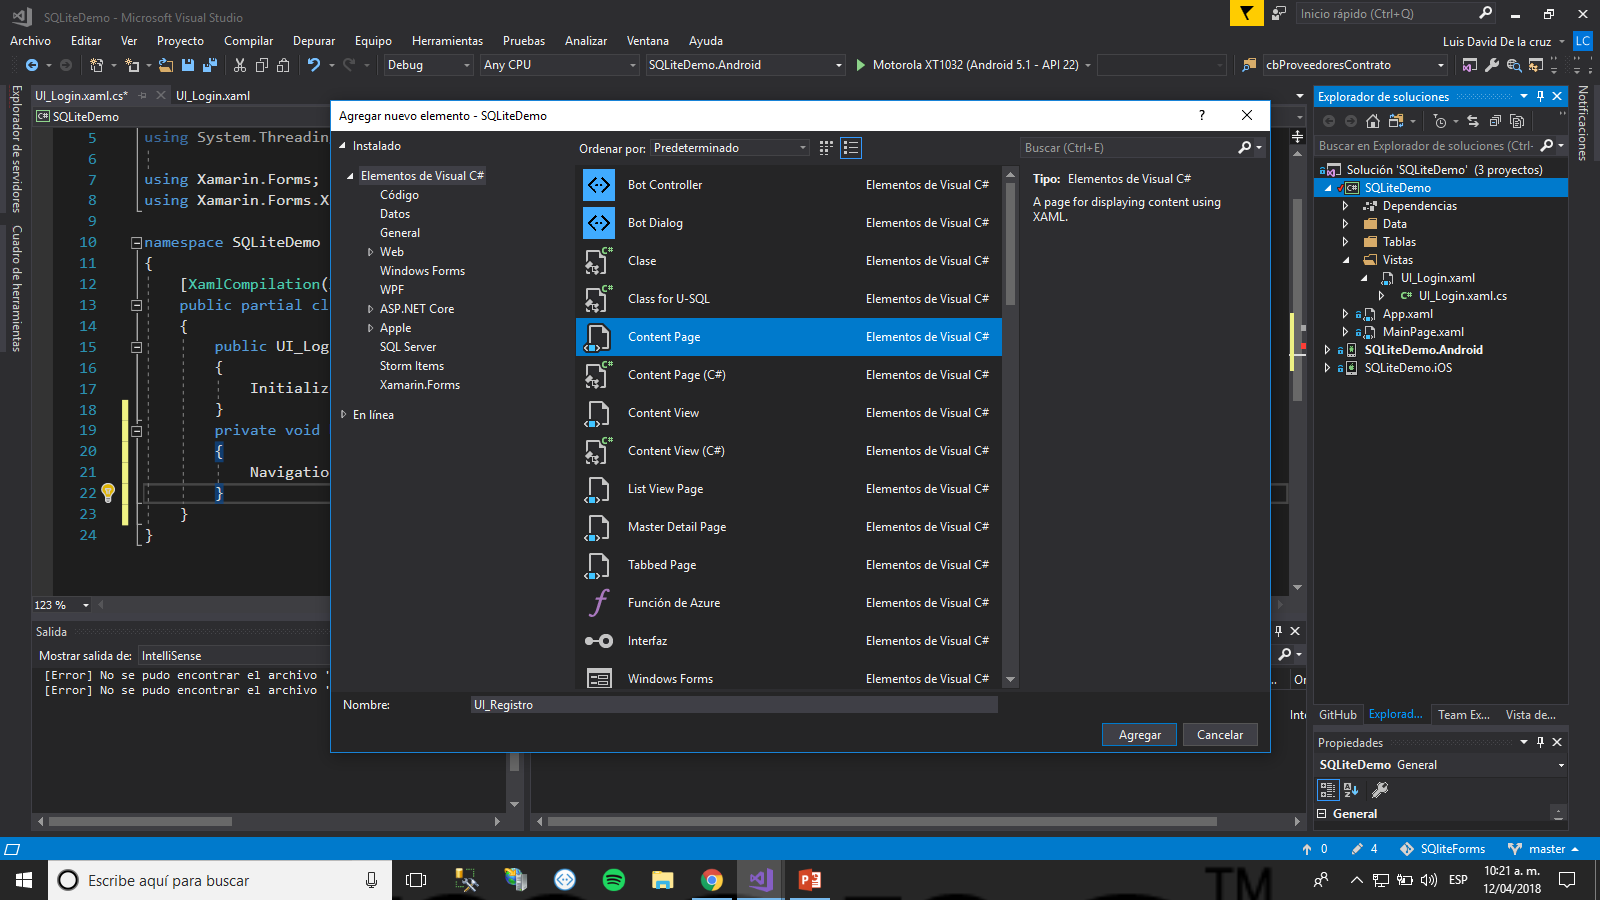 SQLiteDemo - Microsoft Visual Studio
Inicio rápido (Ctrl+Q)
Archivo Editar Ver Proyecto Compilar Depurar Equipo Herramientas Pruebas Analizar Ventana Ayuda
Luis David De la cruz LC
Debug Any CPU SQLiteDemo.Android Motorola XT1032 (Android 5.1 - API 22) cbProveedoresContrato
Explorador de servidores
Cuadro de herramientas
UI_Login.xaml.cs* UI_Login.xaml
C# SQLiteDemo
5 using System.Threadin
6
7 using Xamarin.Forms;
8 using Xamarin.Forms.X
9
10 namespace SQLiteDemo
11 {
12 [XamlCompilation(
13 public partial cl
14 {
15 public UI_Log
16 {
17 Initializ
18 }
19 private void
20 {
21 Navigatio
22 }
23 }
24 }
123 %
Salida
Mostrar salida de: IntelliSense
[Error] No se pudo encontrar el archivo '
[Error] No se pudo encontrar el archivo '
Agregar nuevo elemento - SQLiteDemo
?
Instalado
Elementos de Visual C#
Código
Datos
General
Web
Windows Forms
WPF
ASP.NET Core
Apple
SQL Server
Storm Items
Xamarin.Forms
En línea
Ordenar por: Predeterminado
Bot Controller Elementos de Visual C#
Bot Dialog Elementos de Visual C#
Clase Elementos de Visual C#
Class for U-SQL Elementos de Visual C#
Content Page Elementos de Visual C#
Content Page (C#) Elementos de Visual C#
Content View Elementos de Visual C#
Content View (C#) Elementos de Visual C#
List View Page Elementos de Visual C#
Master Detail Page Elementos de Visual C#
Tabbed Page Elementos de Visual C#
Función de Azure Elementos de Visual C#
Interfaz Elementos de Visual C#
Windows Forms Elementos de Visual C#
Buscar (Ctrl+E)
Tipo: Elementos de Visual C#
A page for displaying content using
XAML.
Nombre: UI_Registro
Agregar Cancelar
Explorador de soluciones
Buscar en Explorador de soluciones (Ctrl-
Solución 'SQLiteDemo' (3 proyectos)
C# SQLiteDemo
Dependencias
Data
Tablas
Vistas
UI_Login.xaml
C# UI_Login.xaml.cs
App.xaml
MainPage.xaml
SQLiteDemo.Android
SQLiteDemo.iOS
Notificaciones
GitHub Explorad... Team Ex... Vista de...
Propiedades
SQLiteDemo General
General
0 4 SQliteForms master
Escribe aquí para buscar
ESP
10:21 a. m.
12/04/2018
TM